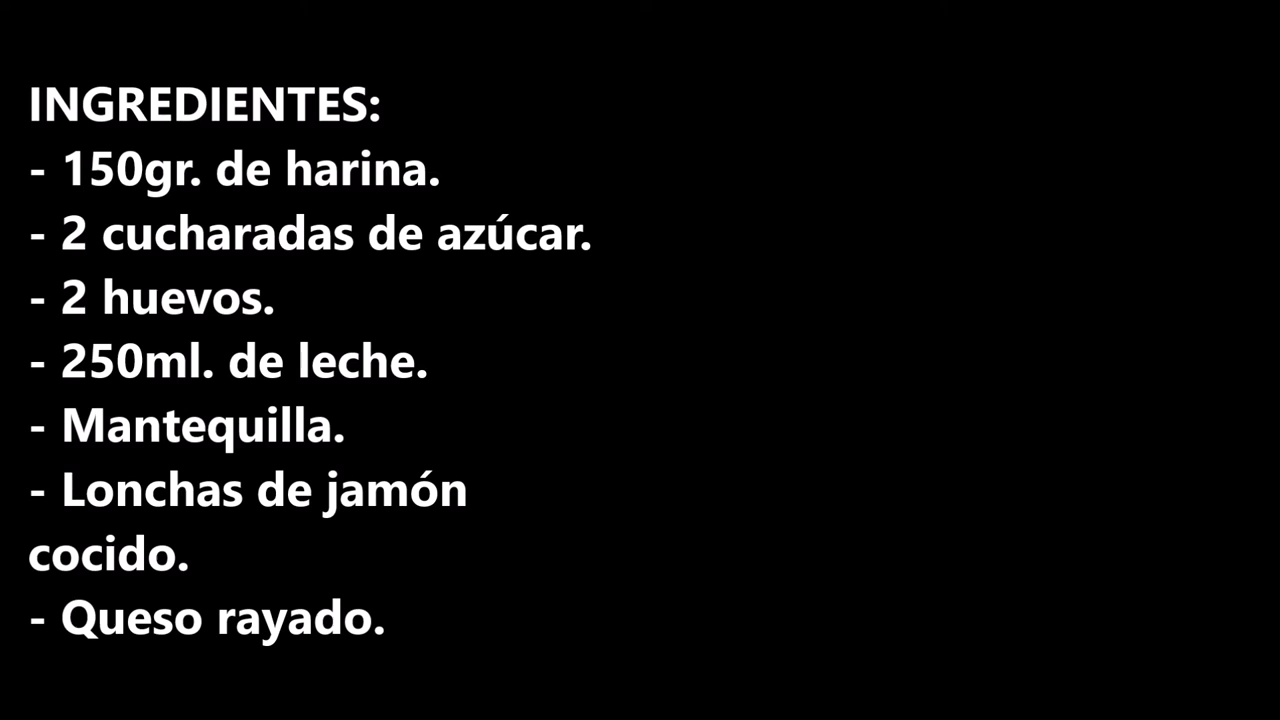 INGREDIENTES:
- 150gr. de harina.
- 2 cucharadas de azúcar.
- 2 huevos.
- 250ml. de leche.
- Mantequilla.
- Lonchas de jamón
cocido.
- Queso rayado.